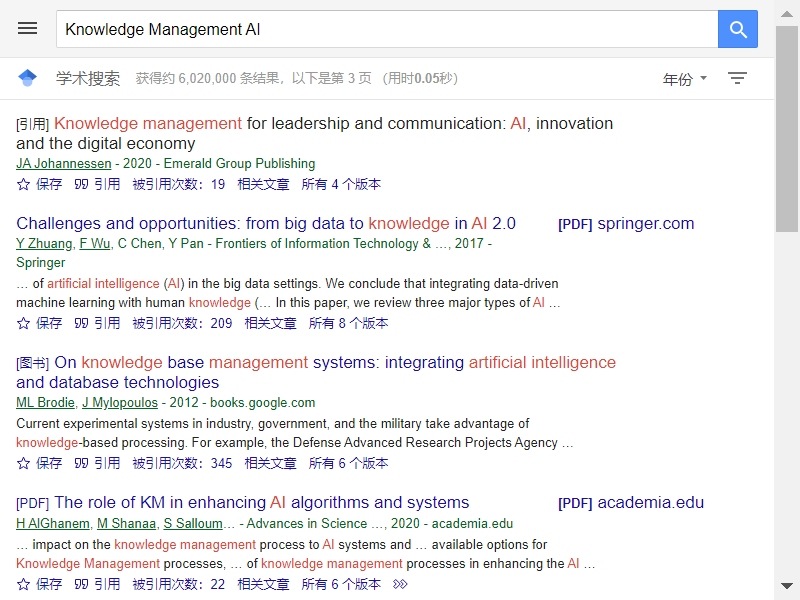 Knowledge Management AI
学术搜索 获得约 6,020,000 条结果，以下是第 3 页 （用时0.05秒） 年份
[引用] Knowledge management for leadership and communication: AI, innovation
and the digital economy
JA Johannessen - 2020 - Emerald Group Publishing
保存 引用 被引用次数：19 相关文章 所有 4 个版本
Challenges and opportunities: from big data to knowledge in AI 2.0 [PDF] springer.com
Y Zhuang, F Wu, C Chen, Y Pan - Frontiers of Information Technology & …, 2017 -
Springer
… of artificial intelligence (AI) in the big data settings. We conclude that integrating data-driven
machine learning with human knowledge (… In this paper, we review three major types of AI …
保存 引用 被引用次数：209 相关文章 所有 8 个版本
[图书] On knowledge base management systems: integrating artificial intelligence
and database technologies
ML Brodie, J Mylopoulos - 2012 - books.google.com
Current experimental systems in industry, government, and the military take advantage of
knowledge-based processing. For example, the Defense Advanced Research Projects Agency …
保存 引用 被引用次数：345 相关文章 所有 6 个版本
[PDF] The role of KM in enhancing AI algorithms and systems [PDF] academia.edu
H AlGhanem, M Shanaa, S Salloum… - Advances in Science …, 2020 - academia.edu
… impact on the knowledge management process to AI systems and … available options for
Knowledge Management processes, … of knowledge management processes in enhancing the AI …
保存 引用 被引用次数：22 相关文章 所有 6 个版本